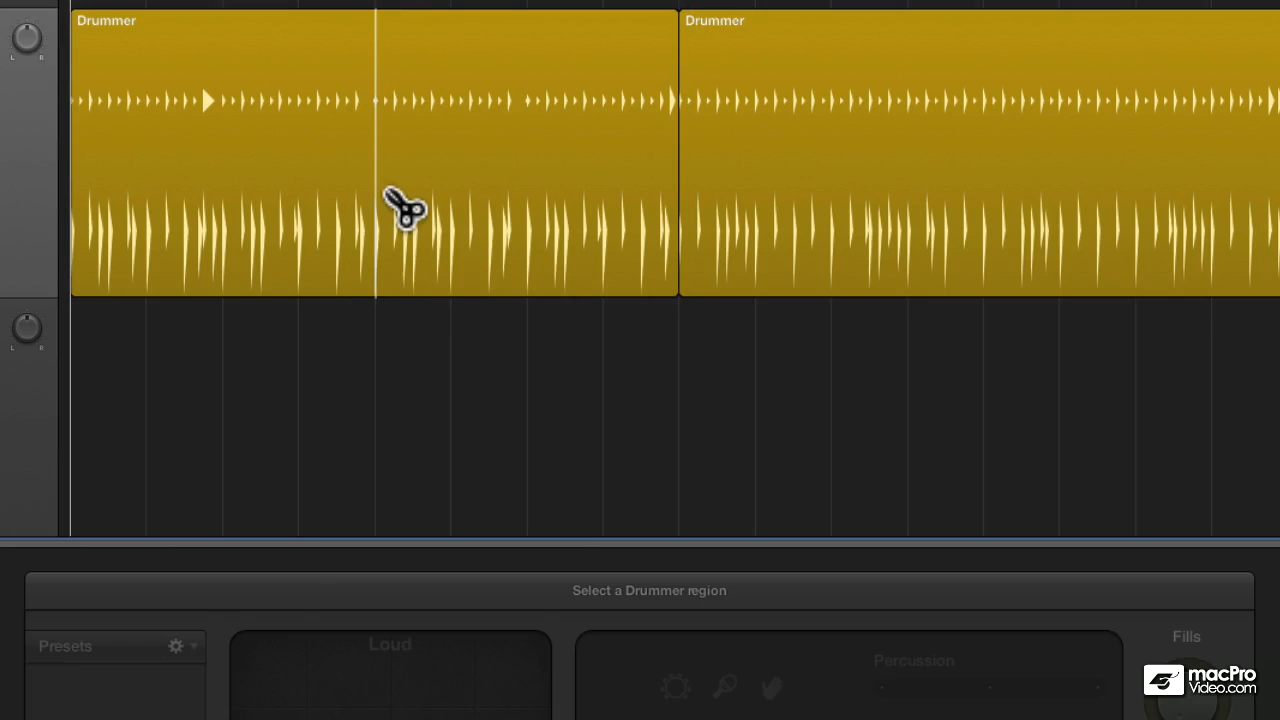 Drummer
Drummer
L R
L R
Select a Drummer region
Presets
Loud
Percussion
Fills
macPro
Video.com